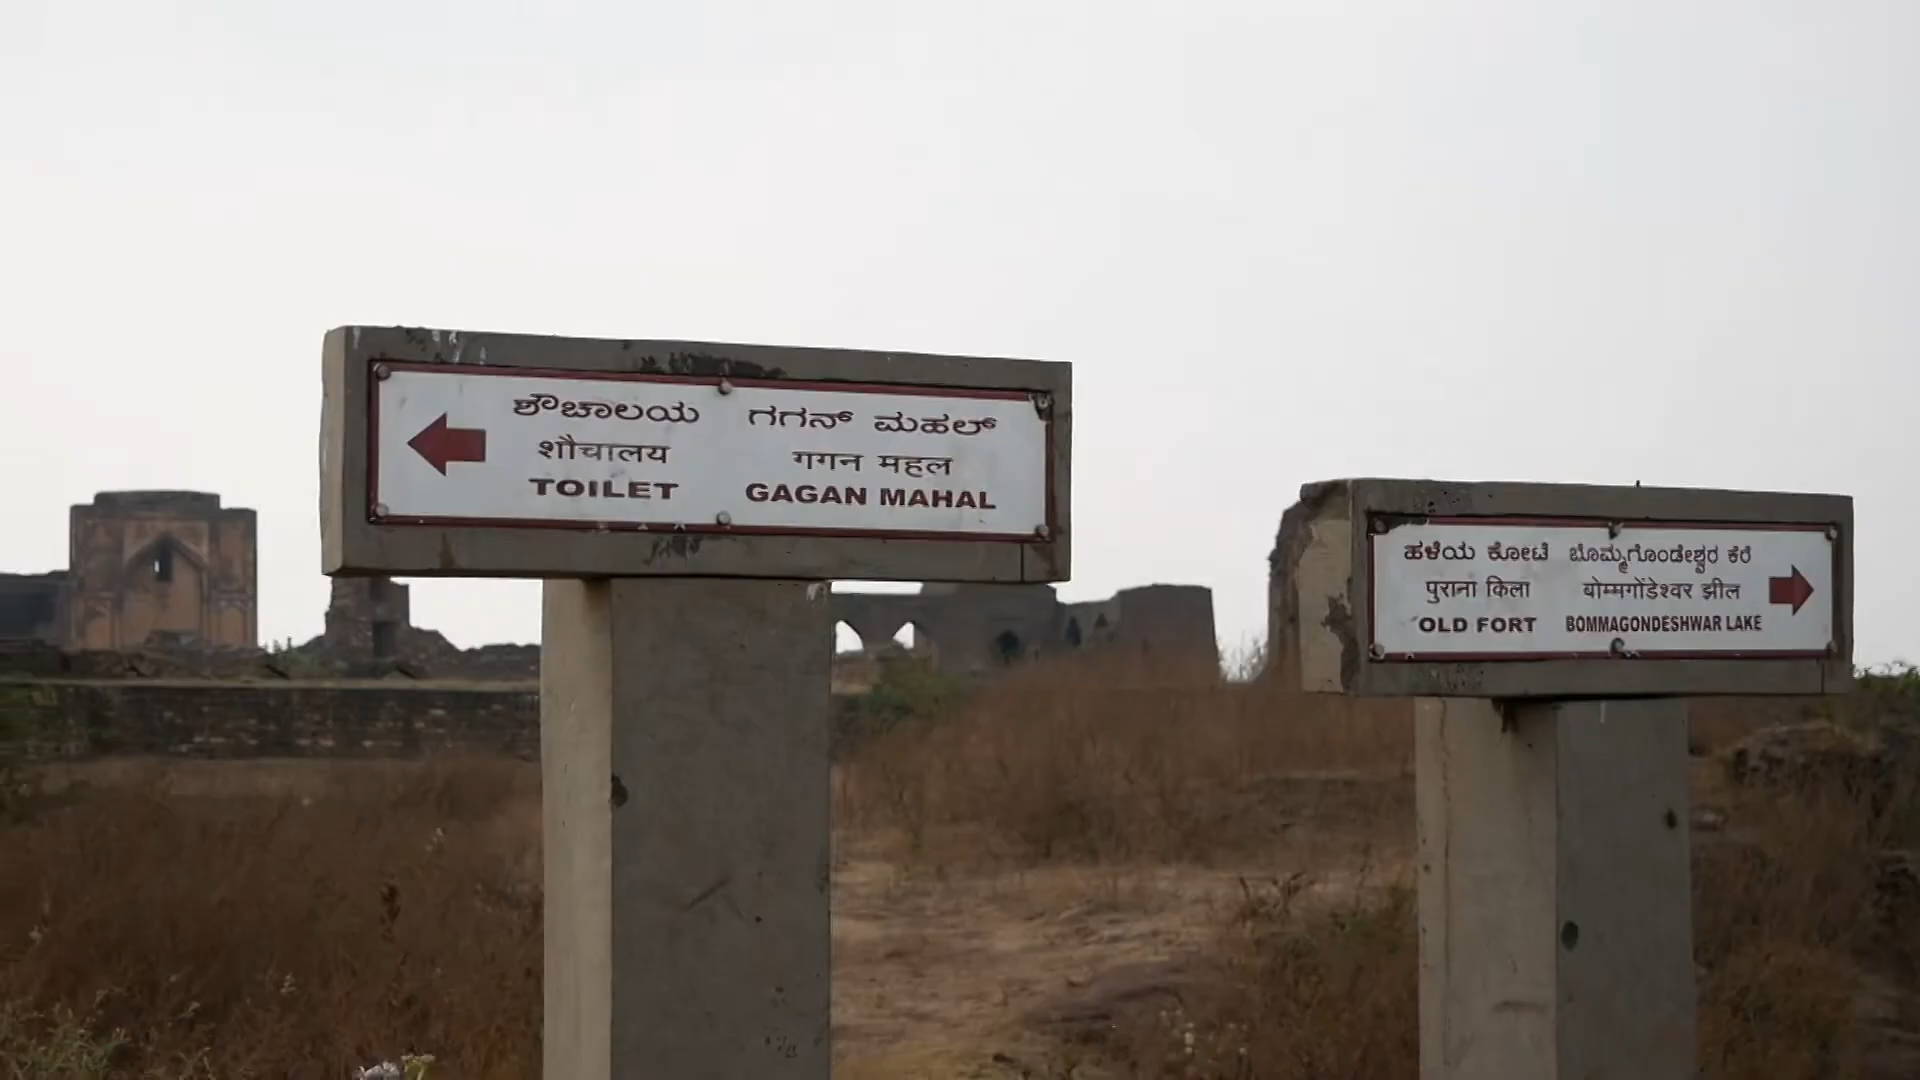 ಶೌಚಾಲಯ ಗಗನ್ ಮಹಲ್
शौचालय गगन महल
TOILET GAGAN MAHAL
ಹಳೆಯ ಕೋಟೆ ಬೊಮ್ಮಗೊಂಡೇಶ್ವರ ಕೆರೆ
पुराना किला बोम्मगोंडेश्वर झील
OLD FORT BOMMAGONDESHWAR LAKE